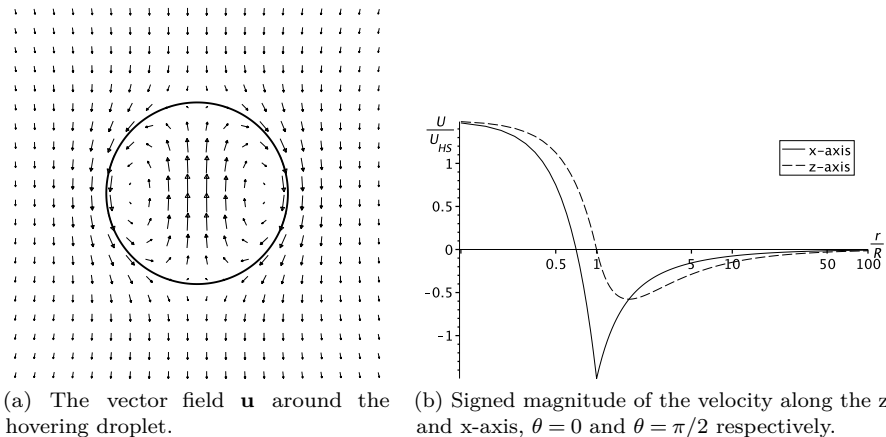 U
U_HS
1
0.5
0
-0.5
-1
0.5 1 5 10 50 100
r
R
x-axis
z-axis
(a) The vector field u around the
hovering droplet.
(b) Signed magnitude of the velocity along the z
and x-axis, θ = 0 and θ = π/2 respectively.